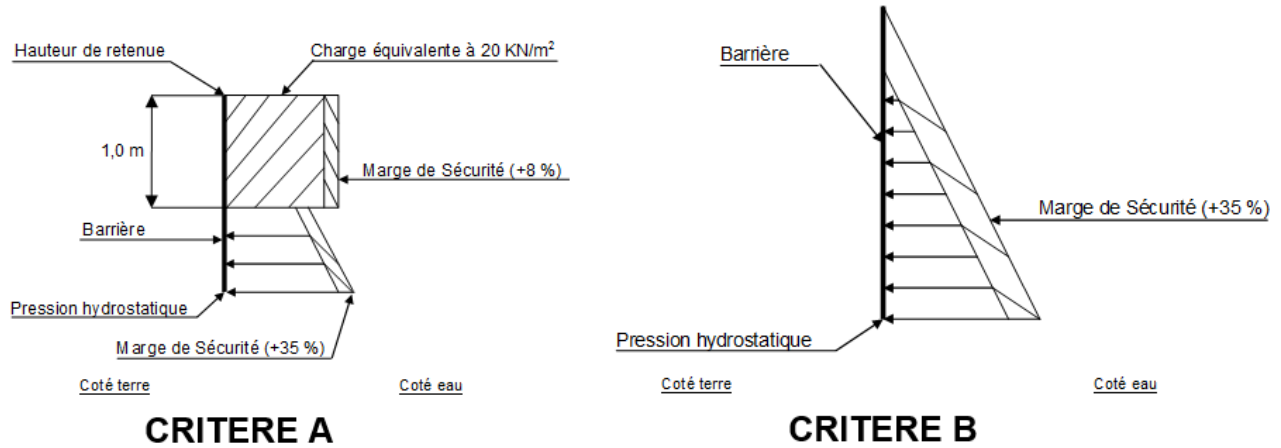 Hauteur de retenue
Charge équivalente à 20 KN/m²
1,0 m
Marge de Sécurité (+8 %)
Barrière
Pression hydrostatique
Marge de Sécurité (+35 %)
Coté terre
Coté eau
CRITERE A
Barrière
Marge de Sécurité (+35 %)
Pression hydrostatique
Coté terre
Coté eau
CRITERE B